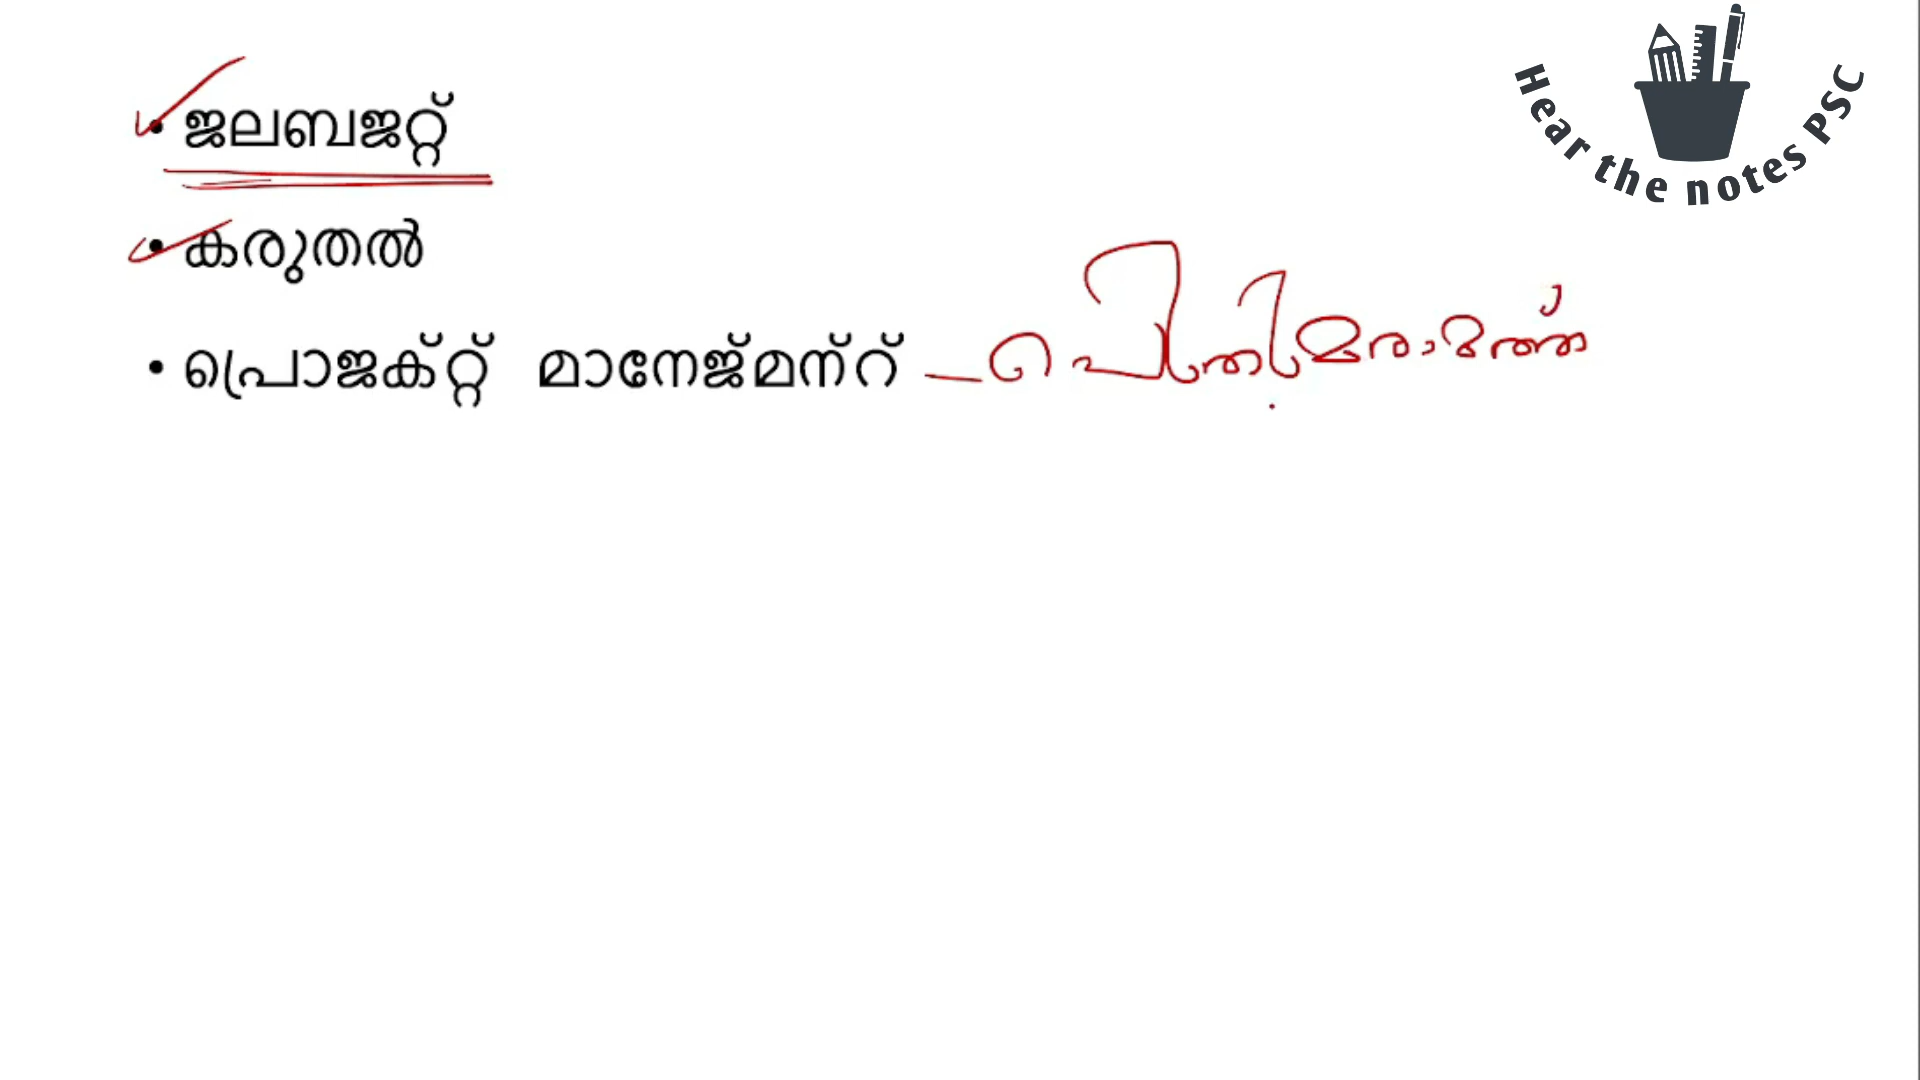 Hear the notes PSC
• ജലബജറ്റ്
• കരുതൽ
• പ്രൊജക്റ്റ് മാനേജ്മന്റ് –